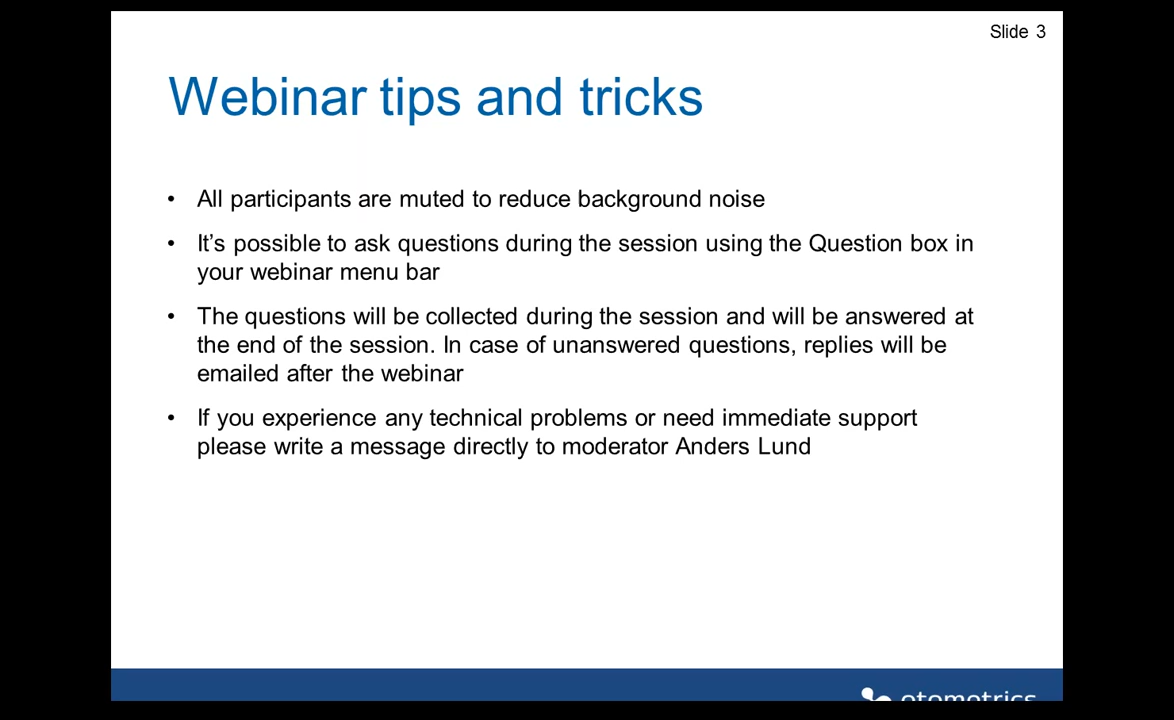 Slide 3
Webinar tips and tricks
• All participants are muted to reduce background noise
• It’s possible to ask questions during the session using the Question box in
your webinar menu bar
• The questions will be collected during the session and will be answered at
the end of the session. In case of unanswered questions, replies will be
emailed after the webinar
• If you experience any technical problems or need immediate support
please write a message directly to moderator Anders Lund
otometrics